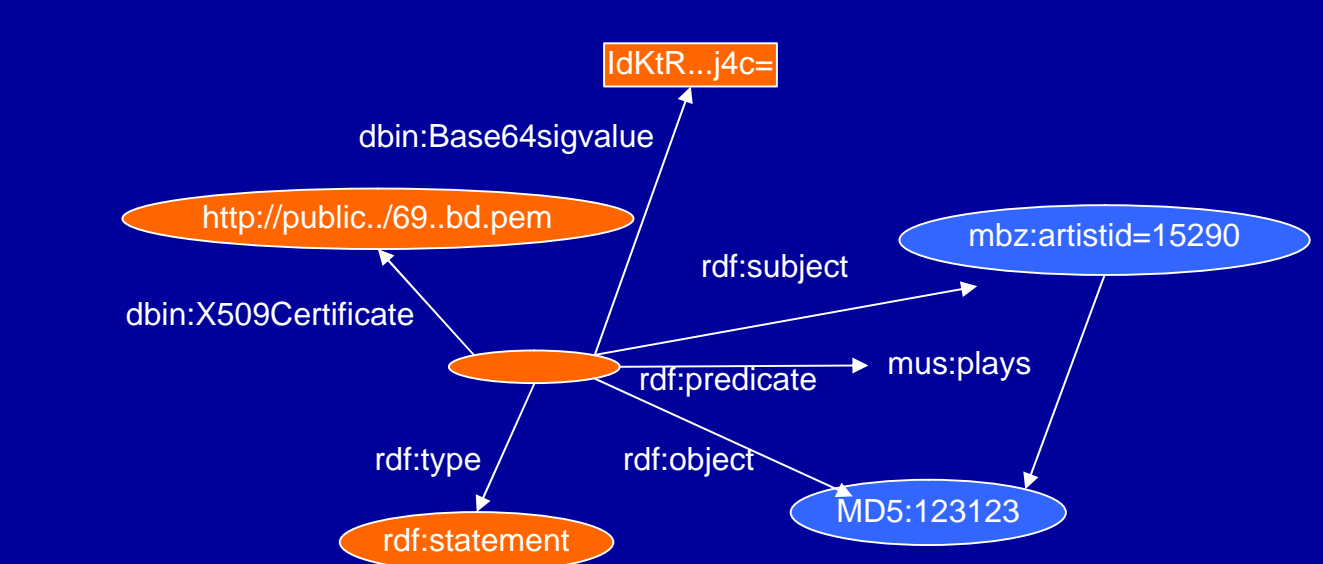 IdKtR...j4c=
dbin:Base64sigvalue
http://public../69..bd.pem
mbz:artistid=15290
rdf:subject
dbin:X509Certificate
mus:plays
rdf:predicate
rdf:type
rdf:object
MD5:123123
rdf:statement